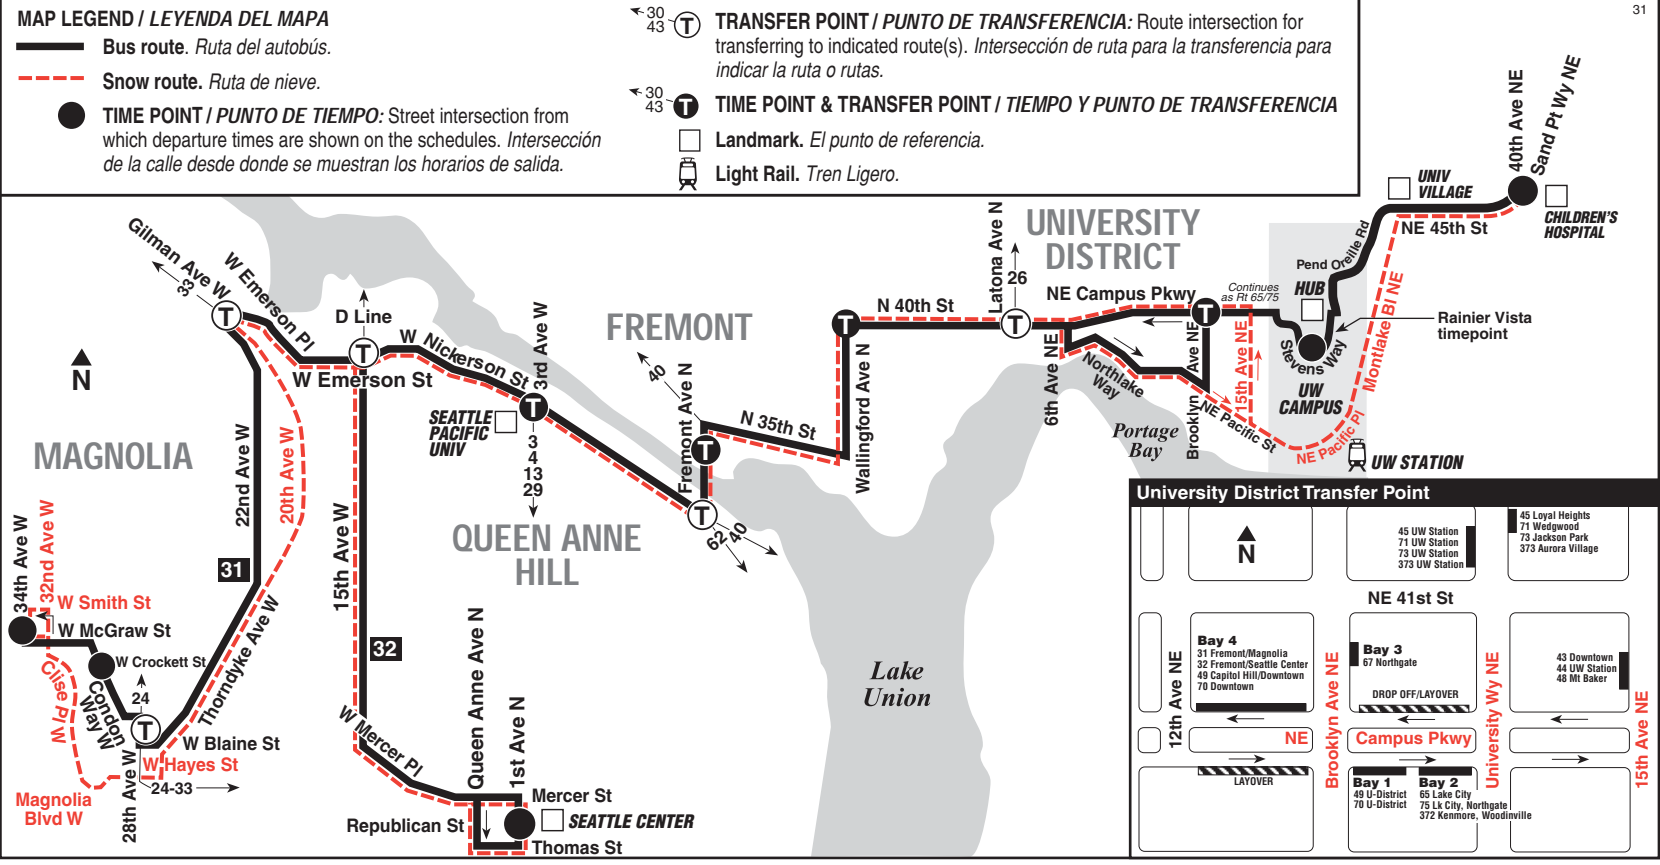 31
MAP LEGEND / LEYENDA DEL MAPA
Bus route. Ruta del autobús.
Snow route. Ruta de nieve.
TIME POINT / PUNTO DE TIEMPO: Street intersection from
which departure times are shown on the schedules. Intersección
de la calle desde donde se muestran los horarios de salida.
30
43
T
TRANSFER POINT / PUNTO DE TRANSFERENCIA: Route intersection for
transferring to indicated route(s). Intersección de ruta para la transferencia para
indicar la ruta o rutas.
30
43
T
TIME POINT & TRANSFER POINT / TIEMPO Y PUNTO DE TRANSFERENCIA
Landmark. El punto de referencia.
Light Rail. Tren Ligero.
40th Ave NE
Sand Pt Wy NE
UNIV
VILLAGE
CHILDREN'S
HOSPITAL
NE 45th St
Pend Oreille Rd
HUB
Rainier Vista
timepoint
Stevens Way
UW
CAMPUS
Montlake Bl NE
NE Pacific Pl
UW STATION
UNIVERSITY
DISTRICT
Latona Ave N
26
T
NE Campus Pkwy
Continues
as Rt 65/75
T
15th Ave NE
Brooklyn Ave NE
NE Pacific St
Northlake
Way
6th Ave NE
Portage
Bay
N 40th St
T
Wallingford Ave N
N 35th St
FREMONT
40
Fremont Ave N
T
T
62
40
Gilman Ave W
33
T
W Emerson Pl
D Line
T
W Emerson St
W Nickerson St
3rd Ave W
T
3
4
13
29
SEATTLE
PACIFIC
UNIV
N
MAGNOLIA
QUEEN ANNE
HILL
22nd Ave W
20th Ave W
31
15th Ave W
32
34th Ave W
32nd Ave W
W Smith St
W McGraw St
W Crockett St
24
T
Condon
Way W
Clise Pl W
Thorndyke Ave W
W Blaine St
W Hayes St
24-33
28th Ave W
Magnolia
Blvd W
W Mercer Pl
Queen Anne Ave N
1st Ave N
Mercer St
Republican St
SEATTLE CENTER
Thomas St
Lake
Union
University District Transfer Point
N
45 UW Station
71 UW Station
73 UW Station
373 UW Station
45 Loyal Heights
71 Wedgwood
73 Jackson Park
373 Aurora Village
NE 41st St
12th Ave NE
Bay 4
31 Fremont/Magnolia
32 Fremont/Seattle Center
49 Capitol Hill/Downtown
70 Downtown
Brooklyn Ave NE
Bay 3
67 Northgate
DROP OFF/LAYOVER
University Wy NE
43 Downtown
44 UW Station
48 Mt Baker
15th Ave NE
NE
Campus Pkwy
LAYOVER
Bay 1
49 U-District
70 U-District
Bay 2
65 Lake City
75 Lk City, Northgate
372 Kenmore, Woodinville